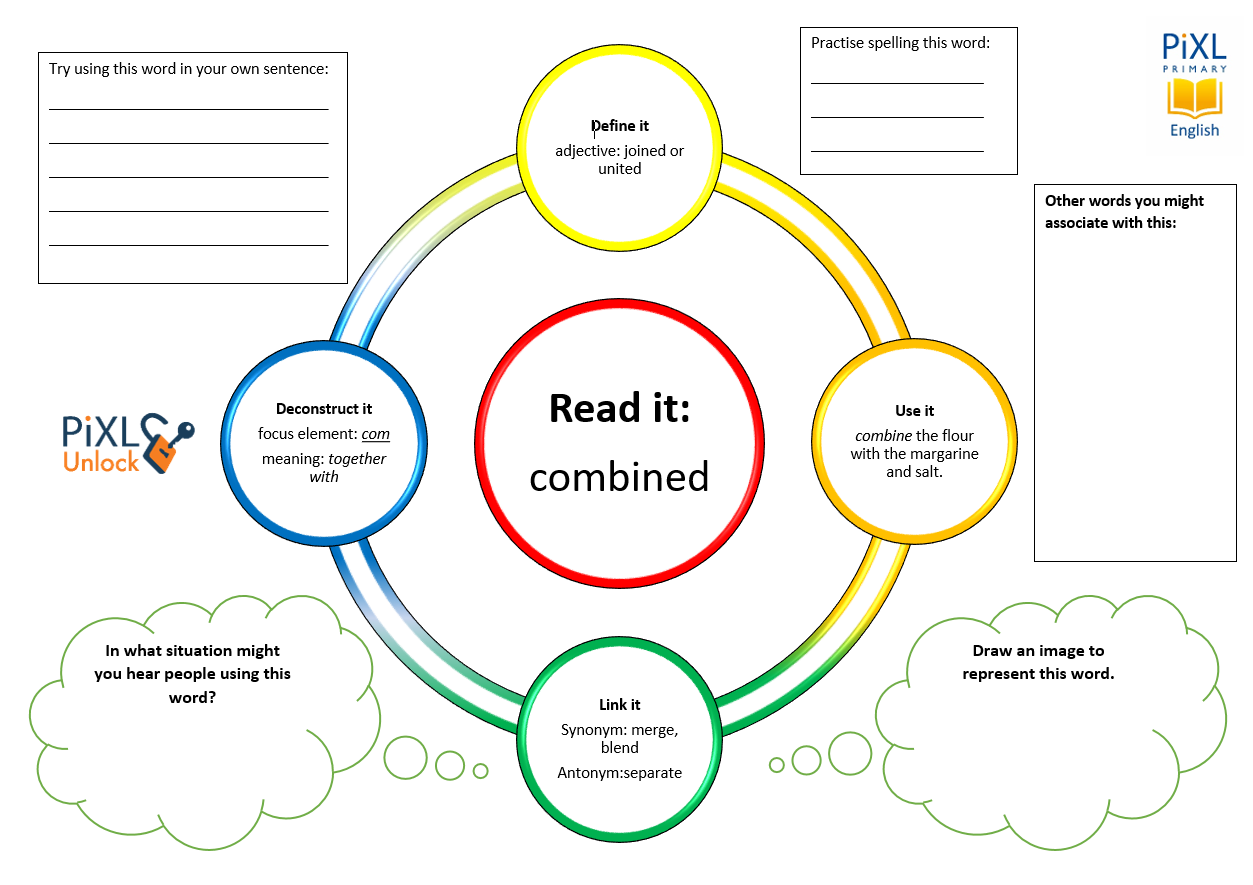 Try using this word in your own sentence:
Define it
adjective: joined or
united
Practise spelling this word:
PiXL
PRIMARY
English
Other words you might
associate with this:
PiXL
Unlock
Deconstruct it
focus element: com
meaning: together
with
Read it:
combined
Use it
combine the flour
with the margarine
and salt.
In what situation might
you hear people using this
word?
Link it
Synonym: merge,
blend
Antonym:separate
Draw an image to
represent this word.